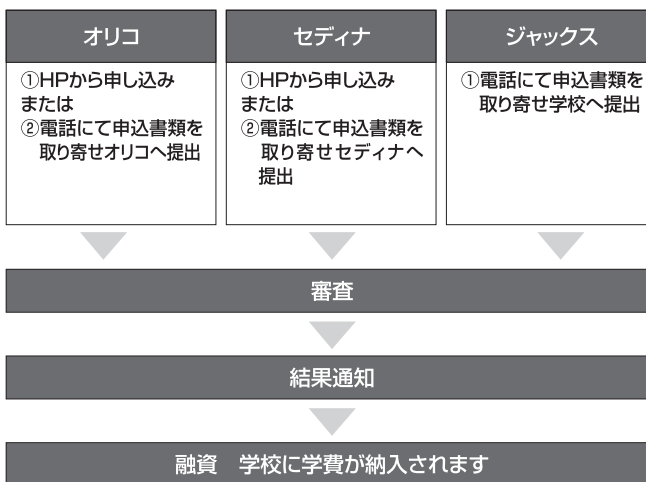 オリコ
①HPから申し込み
または
②電話にて申込書類を
取り寄せオリコへ提出
セディナ
①HPから申し込み
または
②電話にて申込書類を
取り寄せセディナへ
提出
ジャックス
①電話にて申込書類を
取り寄せ学校へ提出
審査
結果通知
融資　学校に学費が納入されます